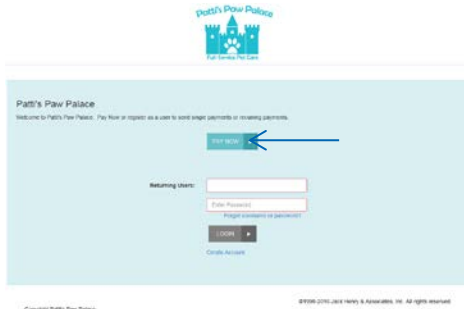 Patti's Paw Palace
Full Service Pet Care
Patti's Paw Palace
Welcome to Patti's Paw Palace. Pay Now or register as a user to send single payments or recurring payments.
PAY NOW
Returning Users:
Enter Password
Forgot username or password?
LOGIN
Create Account
©1999-2016 Jack Henry & Associates, Inc. All rights reserved.
Copyright Patti's Paw Palace